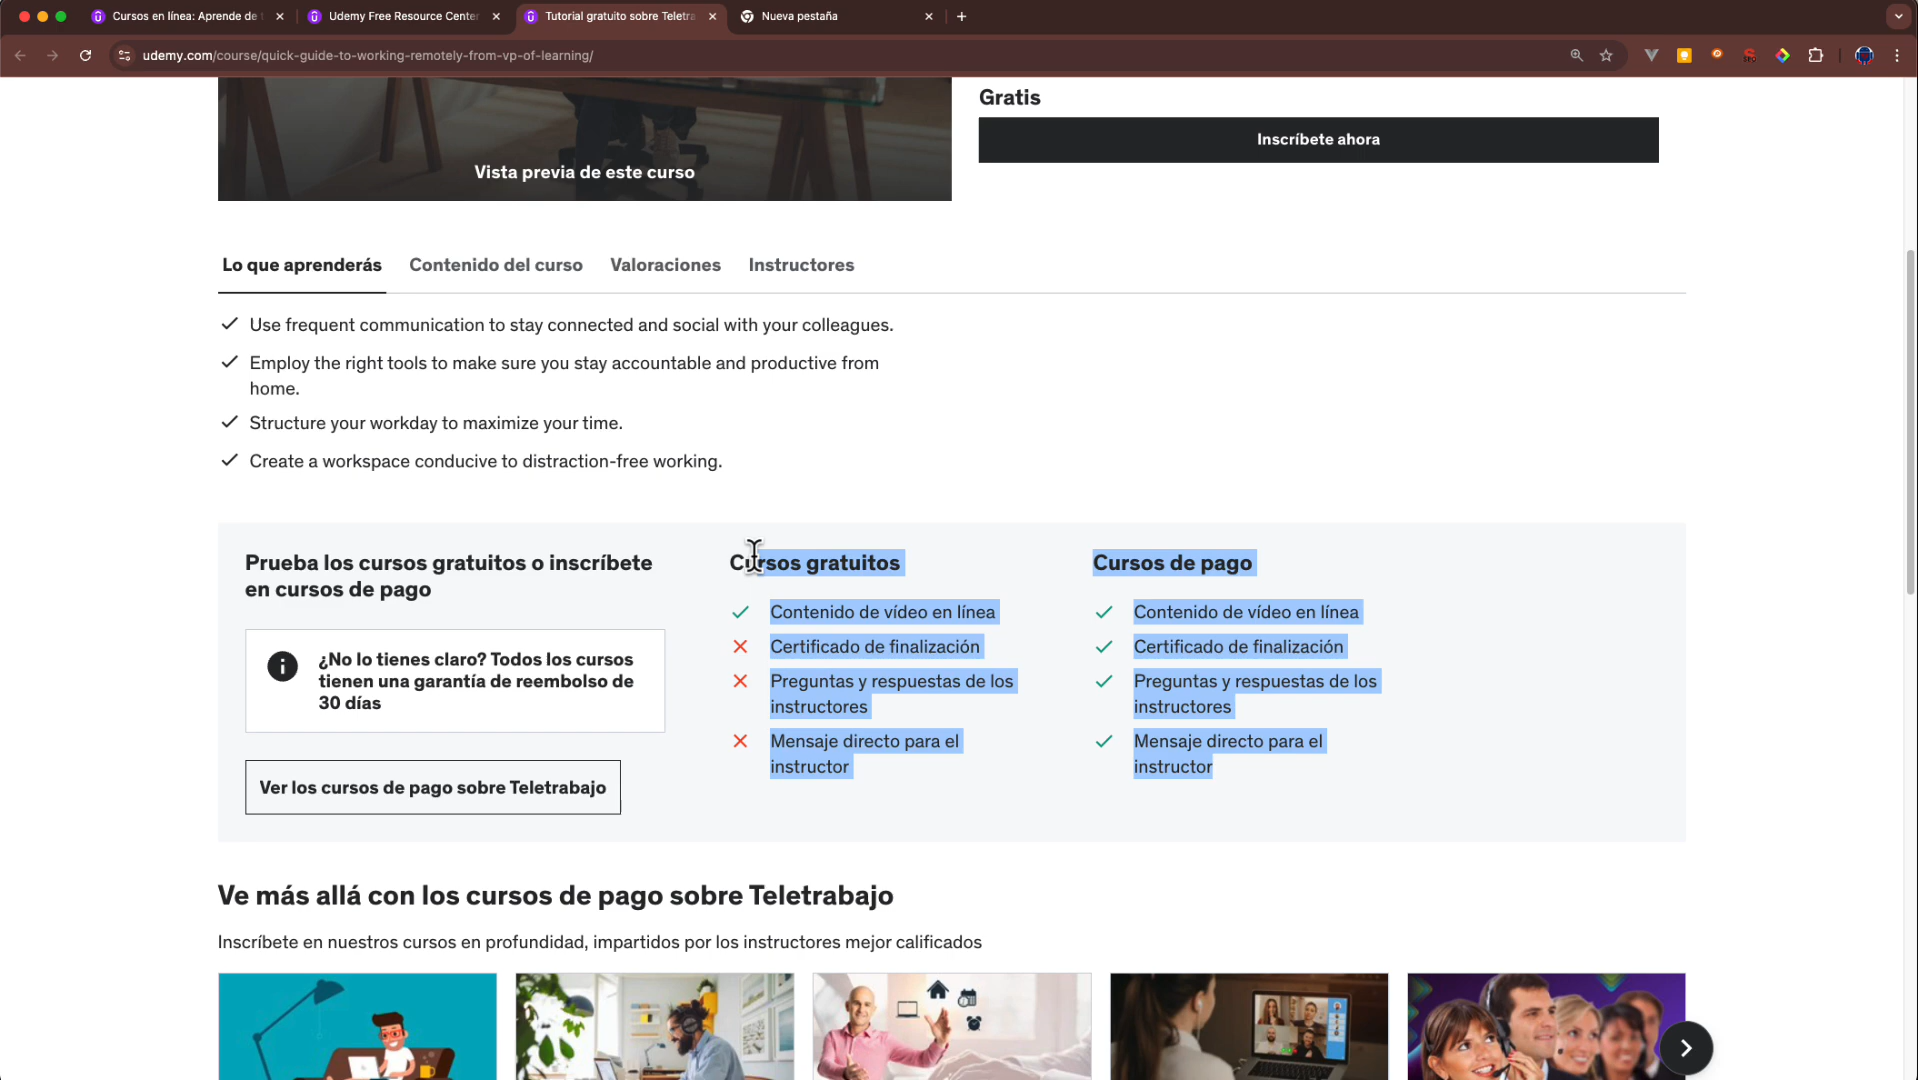 Cursos en línea: Aprende de
Udemy Free Resource Center
Tutorial gratuito sobre Teletra
Nueva pestaña
udemy.com/course/quick-guide-to-working-remotely-from-vp-of-learning/
Gratis
Inscríbete ahora
Vista previa de este curso
Lo que aprenderás
Contenido del curso
Valoraciones
Instructores
Use frequent communication to stay connected and social with your colleagues.
Employ the right tools to make sure you stay accountable and productive from
home.
Structure your workday to maximize your time.
Create a workspace conducive to distraction-free working.
Prueba los cursos gratuitos o inscríbete
en cursos de pago
¿No lo tienes claro? Todos los cursos
tienen una garantía de reembolso de
30 días
Ver los cursos de pago sobre Teletrabajo
Cursos gratuitos
Contenido de vídeo en línea
Certificado de finalización
Preguntas y respuestas de los
instructores
Mensaje directo para el
instructor
Cursos de pago
Contenido de vídeo en línea
Certificado de finalización
Preguntas y respuestas de los
instructores
Mensaje directo para el
instructor
Ve más allá con los cursos de pago sobre Teletrabajo
Inscríbete en nuestros cursos en profundidad, impartidos por los instructores mejor calificados